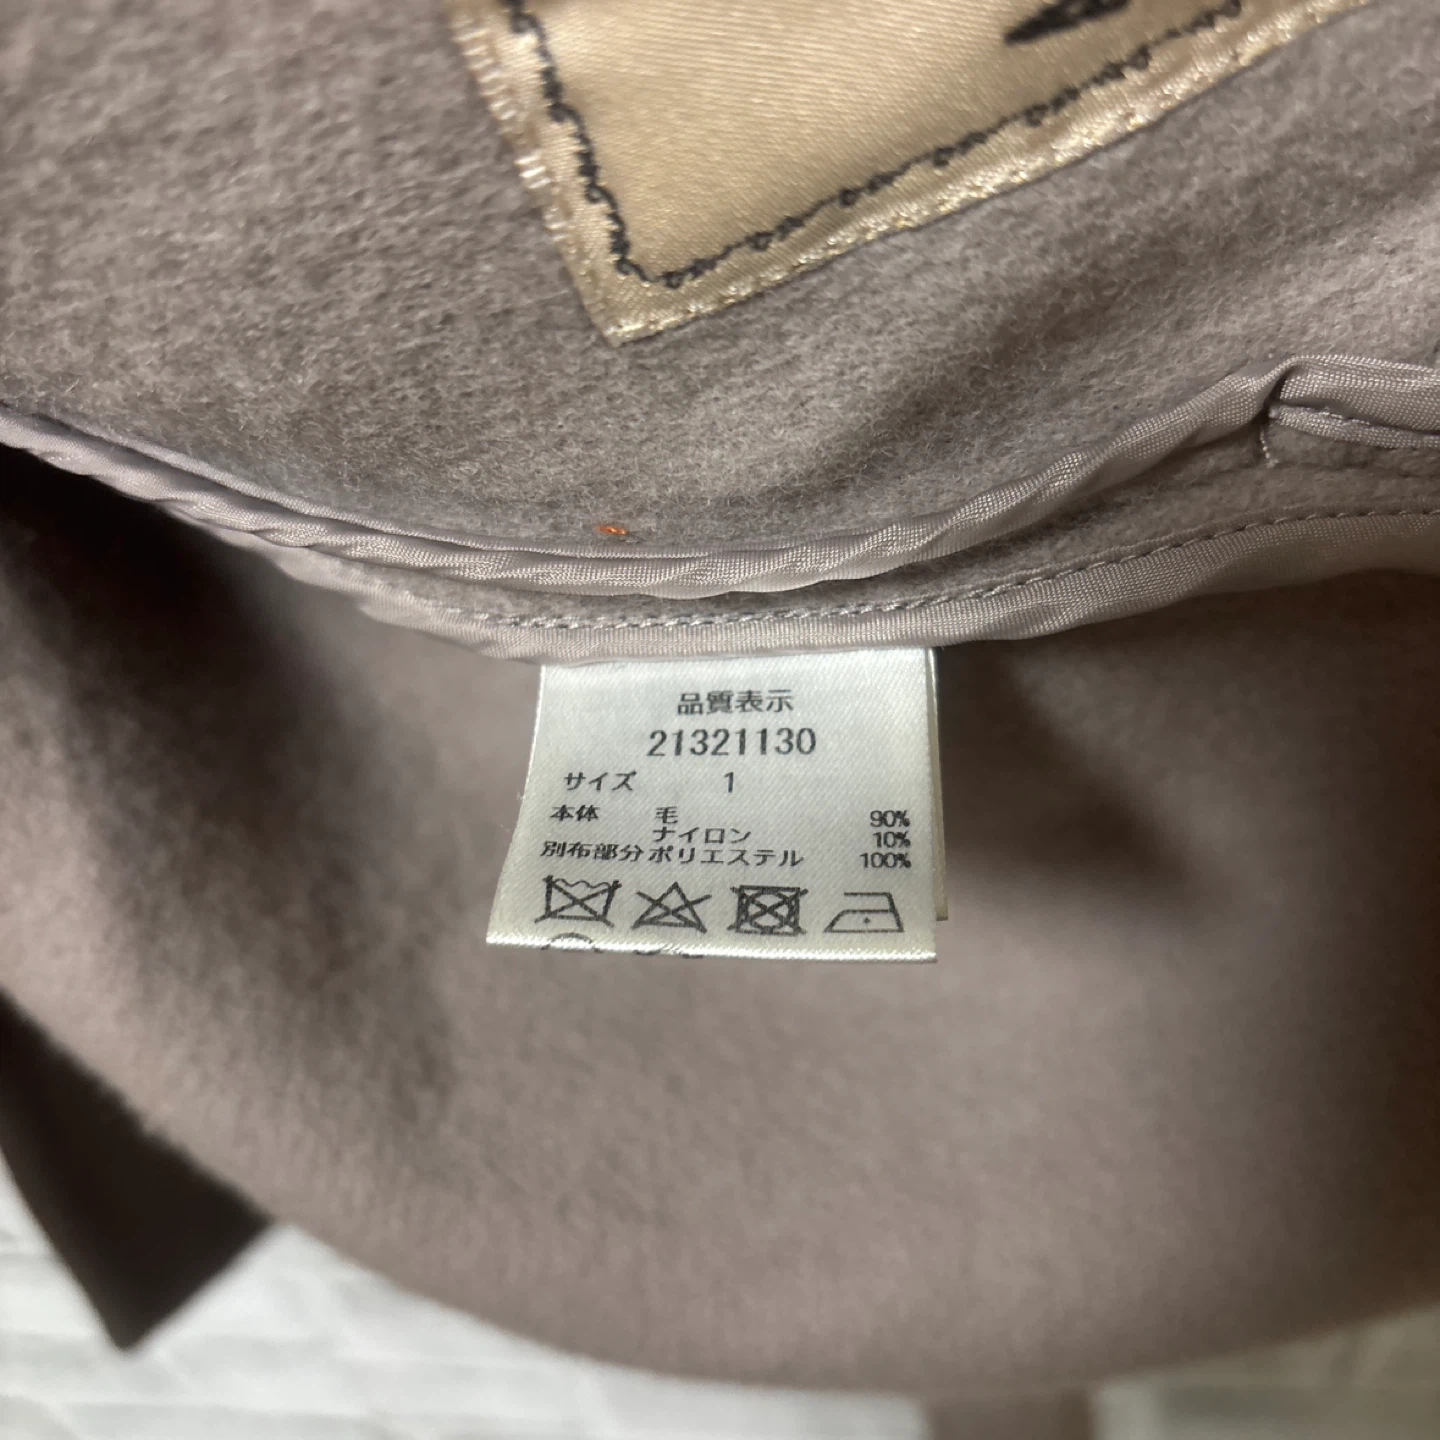 品質表示
21321130
サイズ 1
本体 毛 90%
ナイロン 10%
別布部分 ポリエステル 100%